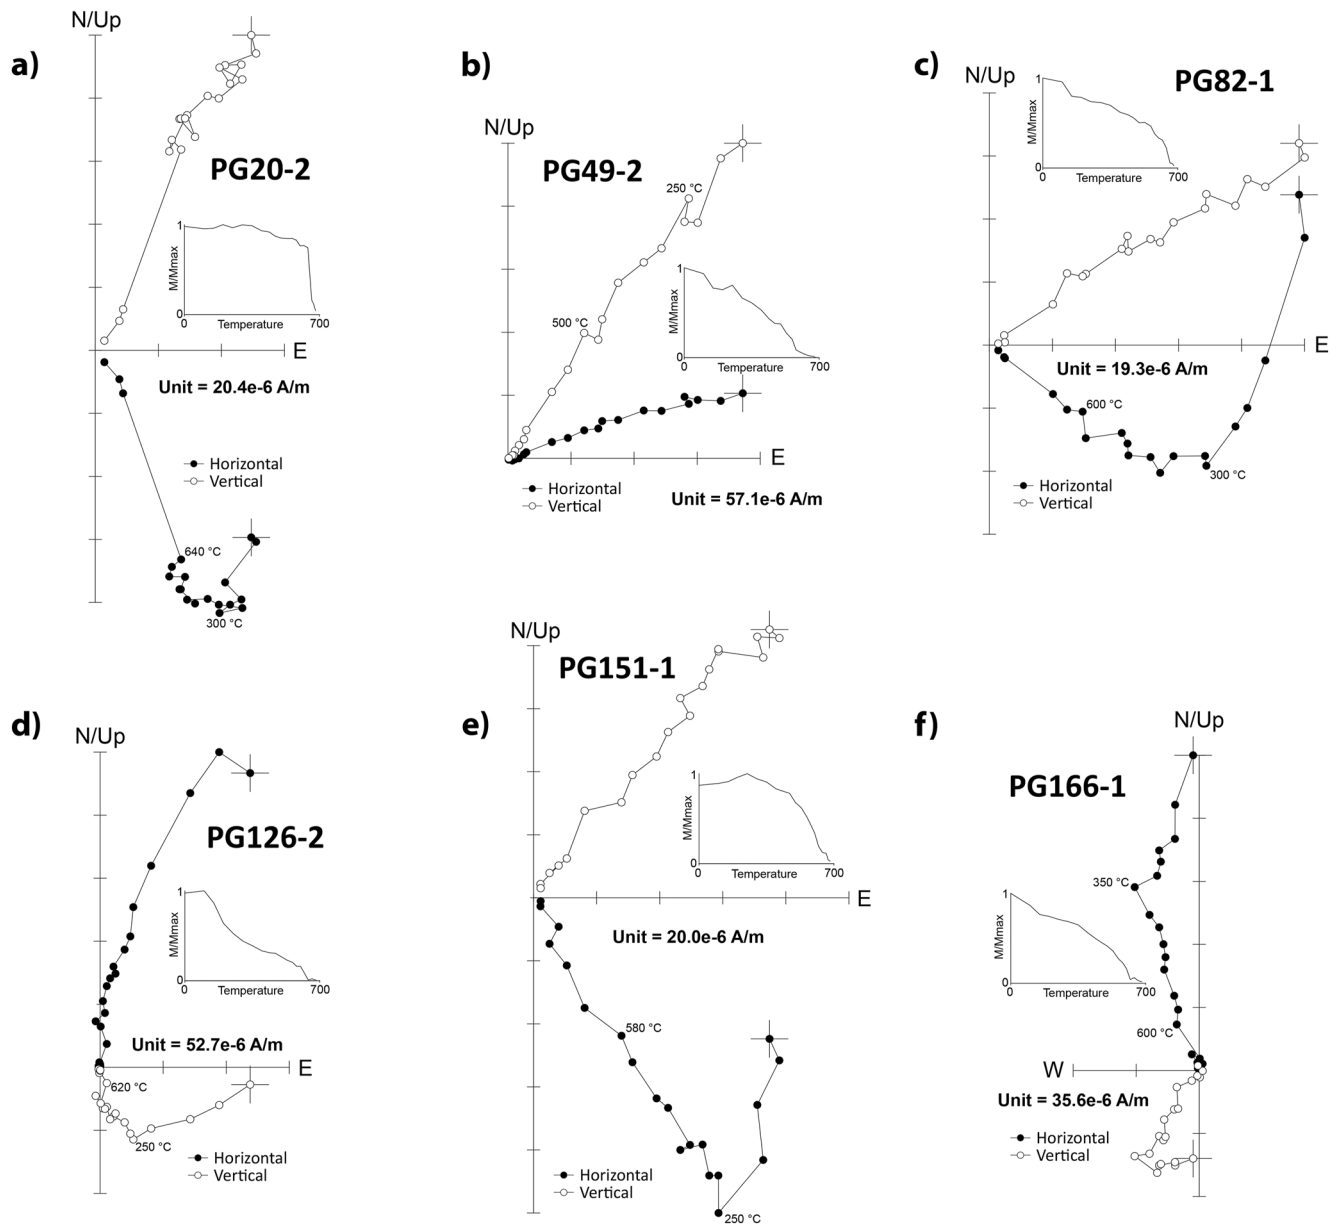 a)
N/Up
PG20-2
1
M/Mmax
0
0
Temperature
700
E
Unit = 20.4e-6 A/m
Horizontal
Vertical
640 °C
300 °C
b)
N/Up
PG49-2
250 °C
500 °C
1
M/Mmax
0
0
Temperature
700
E
Horizontal
Vertical
Unit = 57.1e-6 A/m
c)
N/Up
PG82-1
1
M/Mmax
0
0
Temperature
700
E
Unit = 19.3e-6 A/m
600 °C
300 °C
Horizontal
Vertical
d)
N/Up
PG126-2
1
M/Mmax
0
0
Temperature
700
Unit = 52.7e-6 A/m
E
620 °C
250 °C
Horizontal
Vertical
e)
N/Up
PG151-1
1
M/Mmax
0
0
Temperature
700
E
Unit = 20.0e-6 A/m
580 °C
Horizontal
Vertical
250 °C
f)
N/Up
PG166-1
350 °C
1
M/Mmax
0
0
Temperature
700
600 °C
W
Unit = 35.6e-6 A/m
Horizontal
Vertical